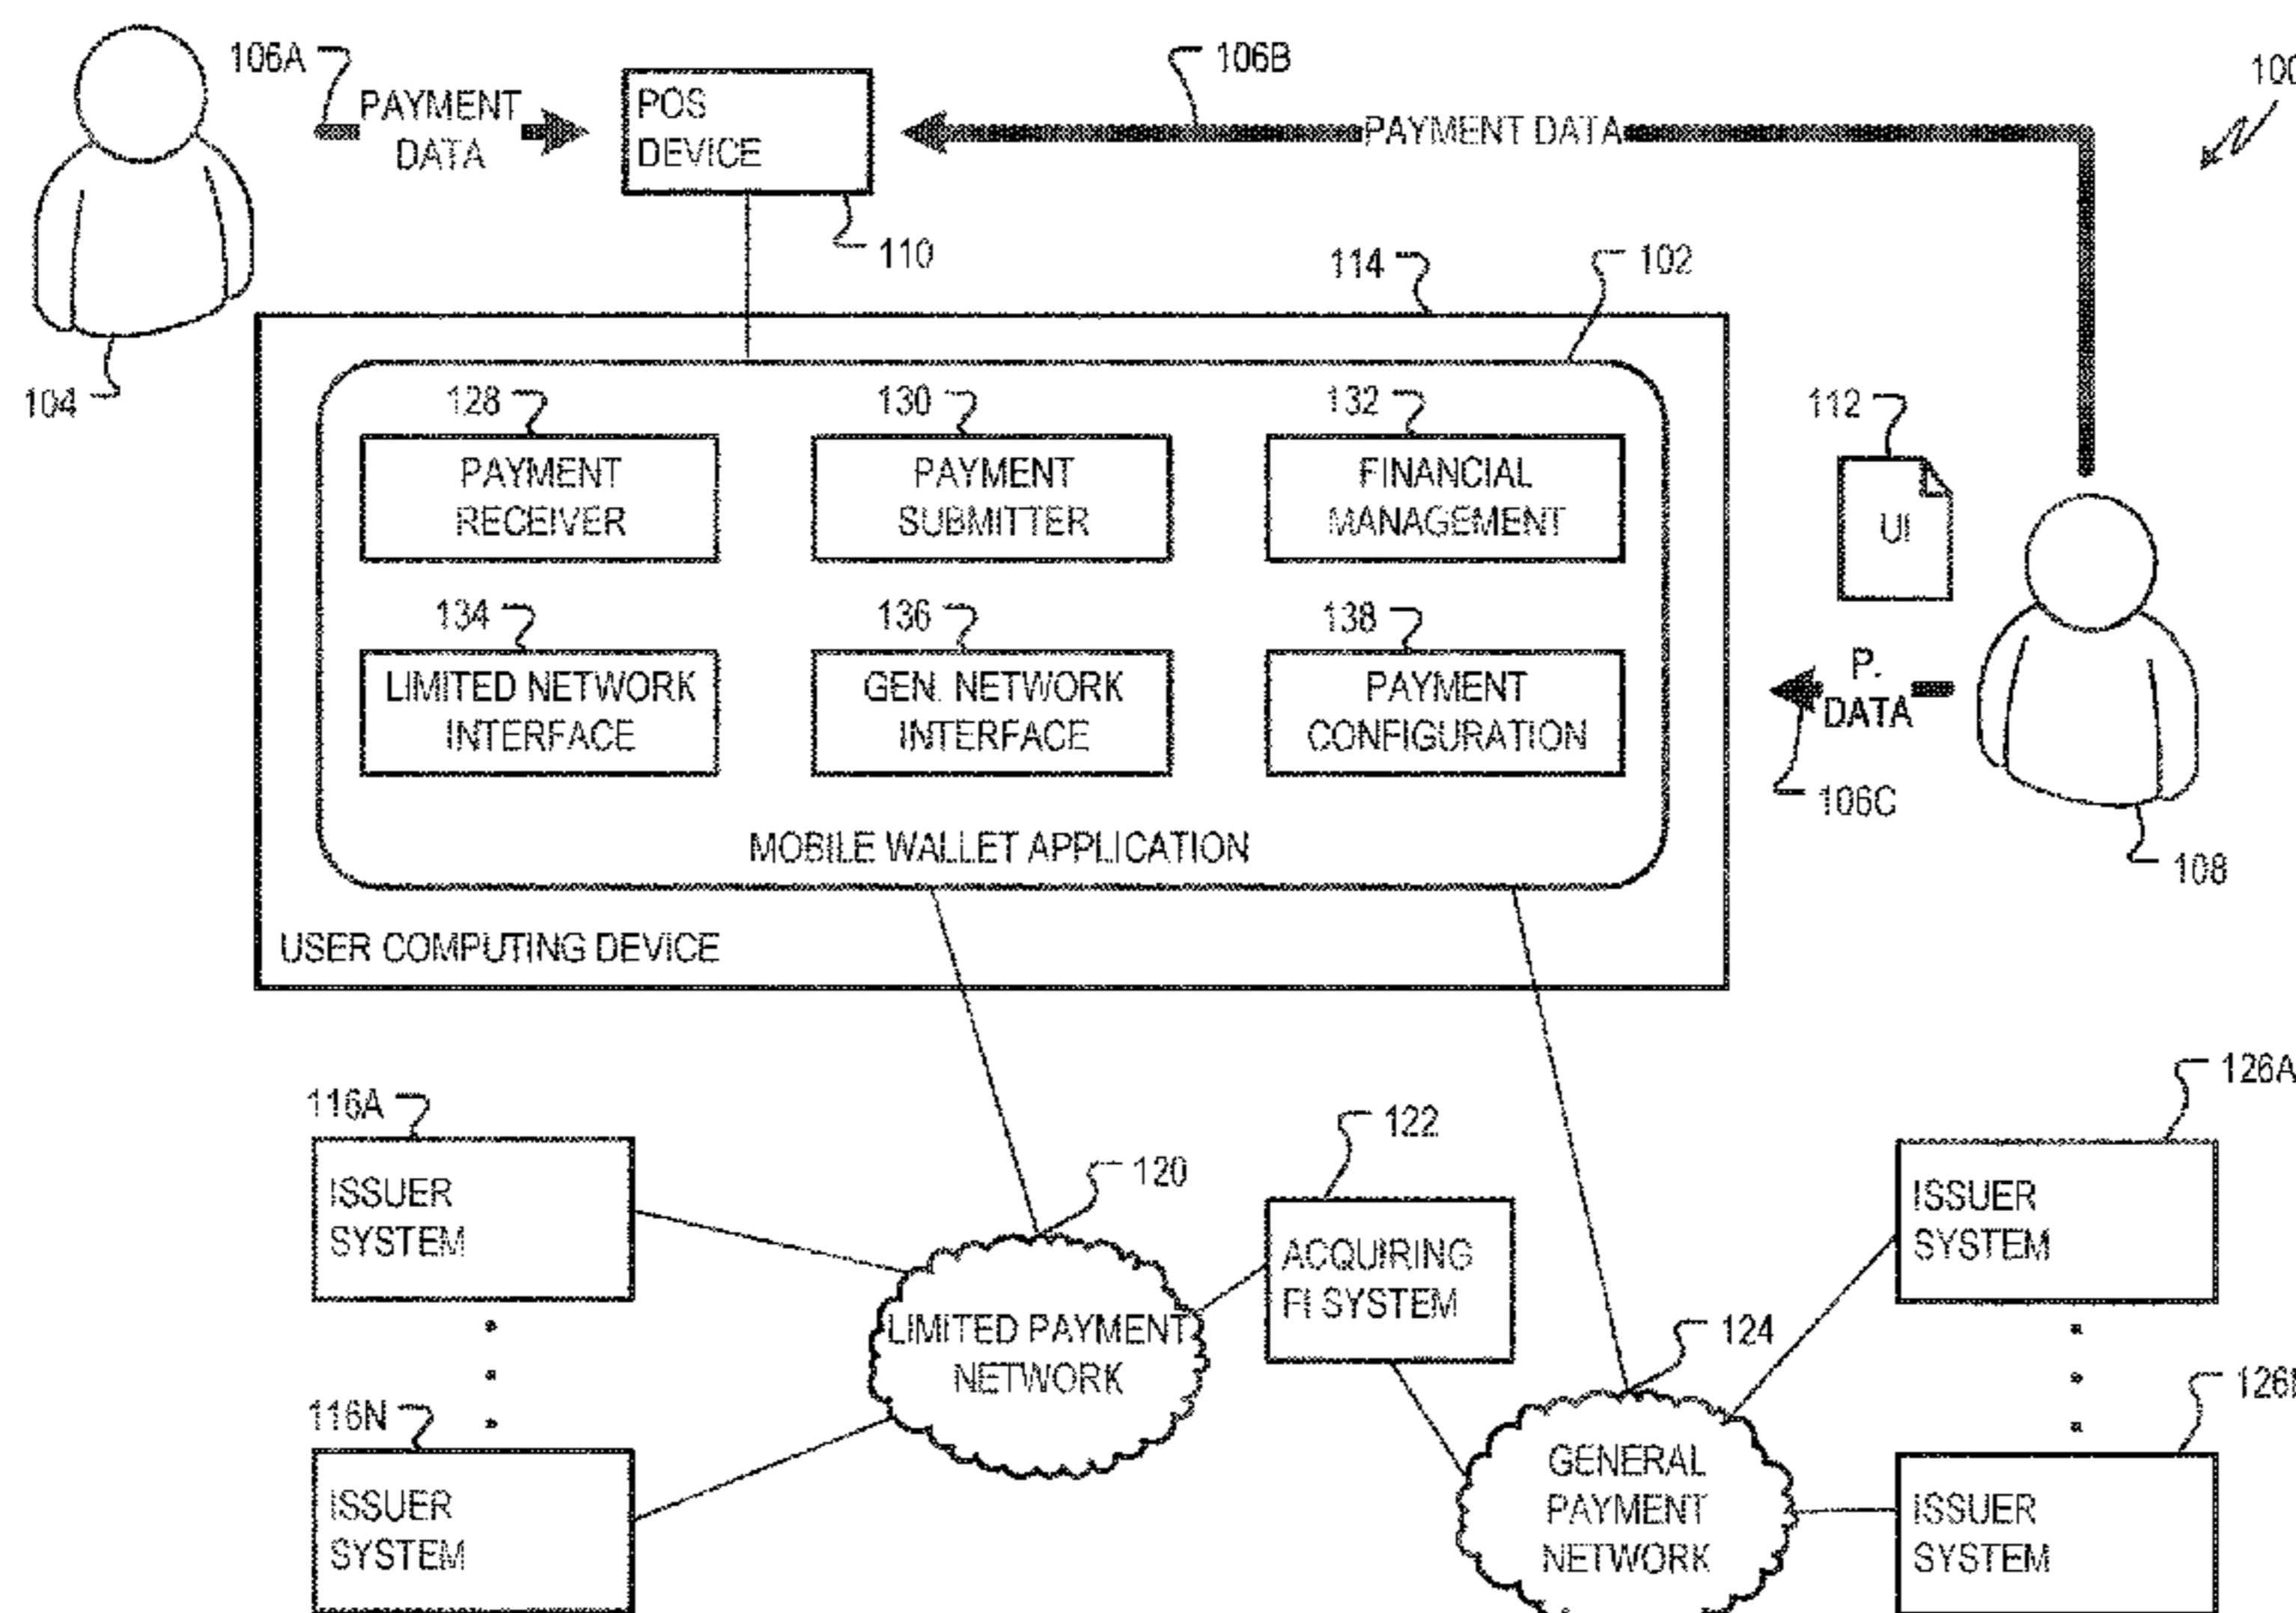 106A
PAYMENT
DATA
POS
DEVICE
106B
PAYMENT DATA
100
110
114
102
104
128
130
132
112
PAYMENT
RECEIVER
PAYMENT
SUBMITTER
FINANCIAL
MANAGEMENT
UI
134
136
138
LIMITED NETWORK
INTERFACE
GEN. NETWORK
INTERFACE
PAYMENT
CONFIGURATION
P.
DATA
106C
MOBILE WALLET APPLICATION
108
USER COMPUTING DEVICE
116A
122
126A
ISSUER
SYSTEM
120
ACQUIRING
FI SYSTEM
ISSUER
SYSTEM
LIMITED PAYMENT
NETWORK
124
116N
ISSUER
SYSTEM
GENERAL
PAYMENT
NETWORK
ISSUER
SYSTEM